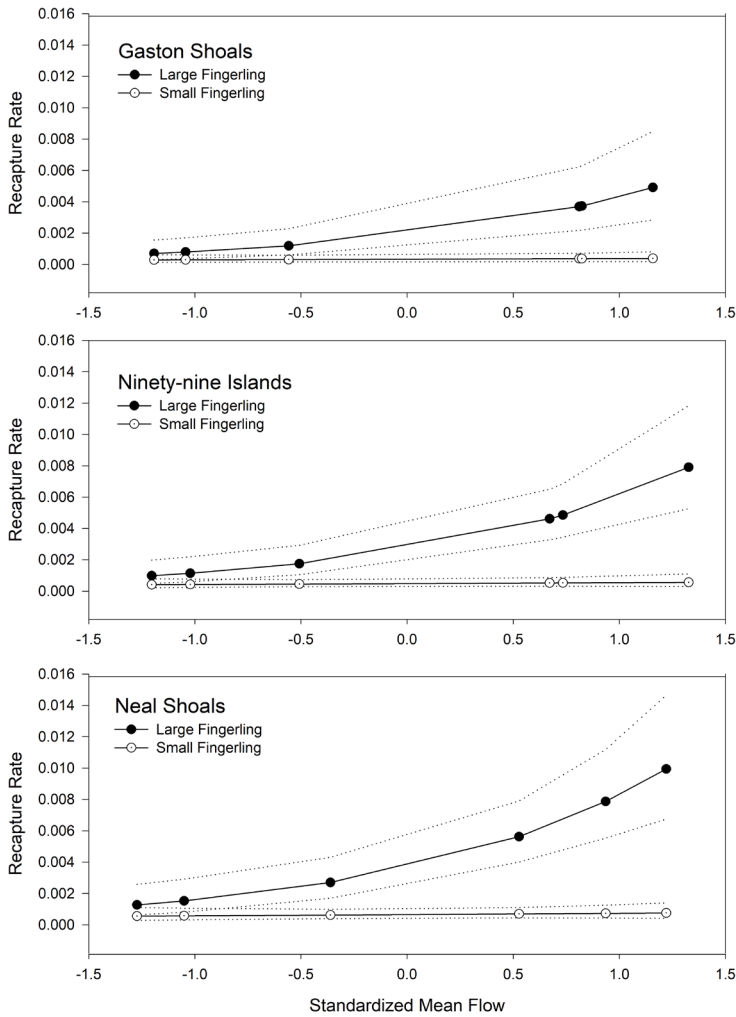 0.016
Gaston Shoals
Large Fingerling
Small Fingerling
0.014
0.012
0.010
0.008
0.006
0.004
0.002
0.000
Recapture Rate
-1.5 -1.0 -0.5 0.0 0.5 1.0 1.5
0.016
Ninety-nine Islands
Large Fingerling
Small Fingerling
0.014
0.012
0.010
0.008
0.006
0.004
0.002
0.000
Recapture Rate
-1.5 -1.0 -0.5 0.0 0.5 1.0 1.5
0.016
Neal Shoals
Large Fingerling
Small Fingerling
0.014
0.012
0.010
0.008
0.006
0.004
0.002
0.000
Recapture Rate
-1.5 -1.0 -0.5 0.0 0.5 1.0 1.5
Standardized Mean Flow